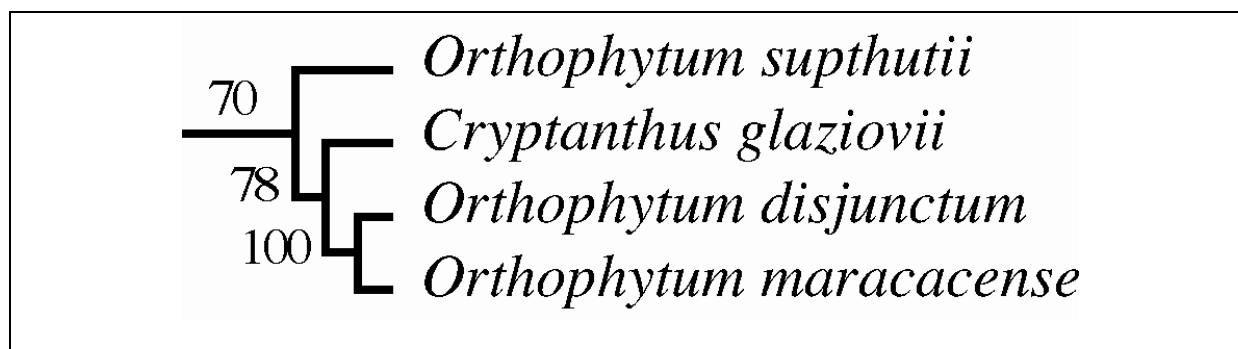 Orthophytum supthutii
70
Cryptanthus glaziovii
78
Orthophytum disjunctum
100
Orthophytum maracacense